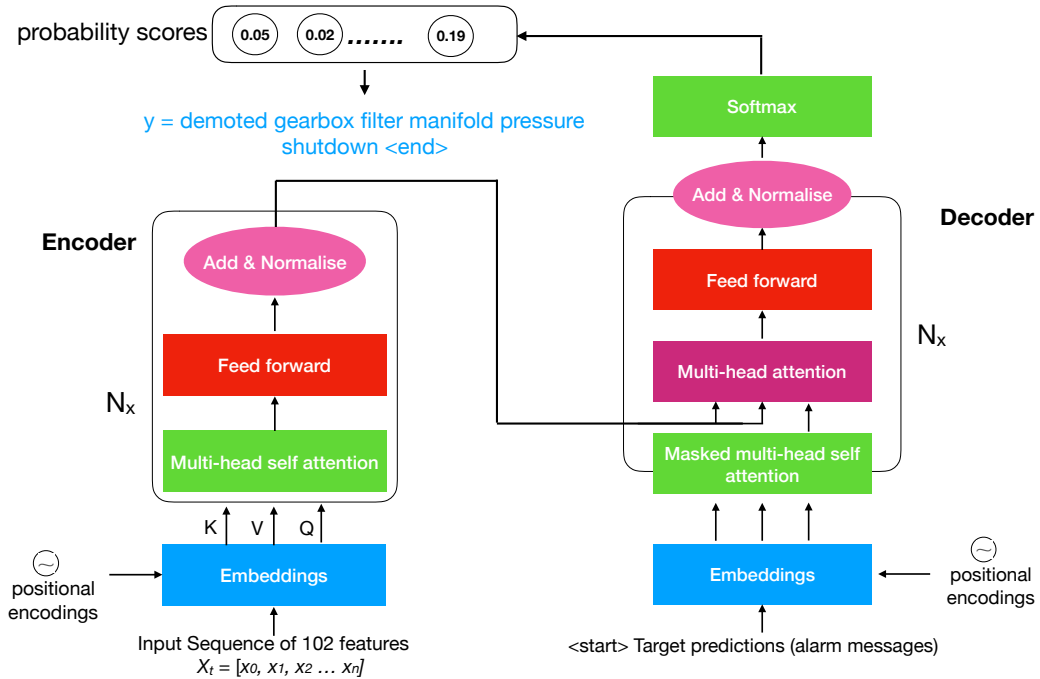 probability scores
0.05 0.02 ....... 0.19
y = demoted gearbox filter manifold pressure
shutdown <end>
Softmax
Add & Normalise
Decoder
Encoder
Add & Normalise
Feed forward
Feed forward
Multi-head attention
Nx
Nx
Multi-head self attention
Masked multi-head self
attention
K V Q
Embeddings
Embeddings
~
positional
encodings
~
positional
encodings
Input Sequence of 102 features
Xt = [x0, x1, x2 … xn]
<start> Target predictions (alarm messages)